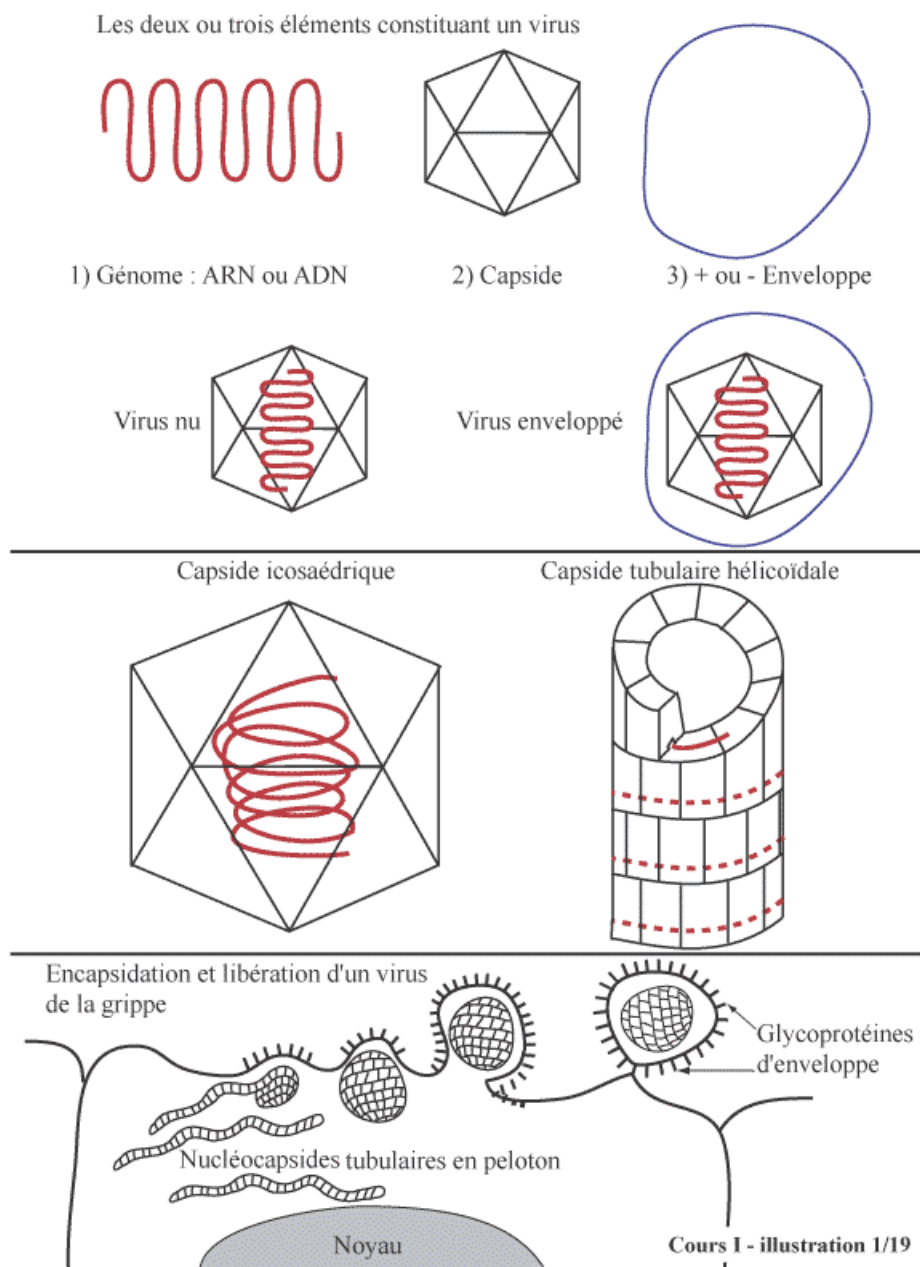 Les deux ou trois éléments constituant un virus
1) Génome : ARN ou ADN
2) Capside
3) + ou - Enveloppe
Virus nu
Virus enveloppé
Capside icosaédrique
Capside tubulaire hélicoïdale
Encapsidation et libération d'un virus
de la grippe
Glycoprotéines
d'enveloppe
Nucléocapsides tubulaires en peloton
Noyau
Cours I - illustration 1/19